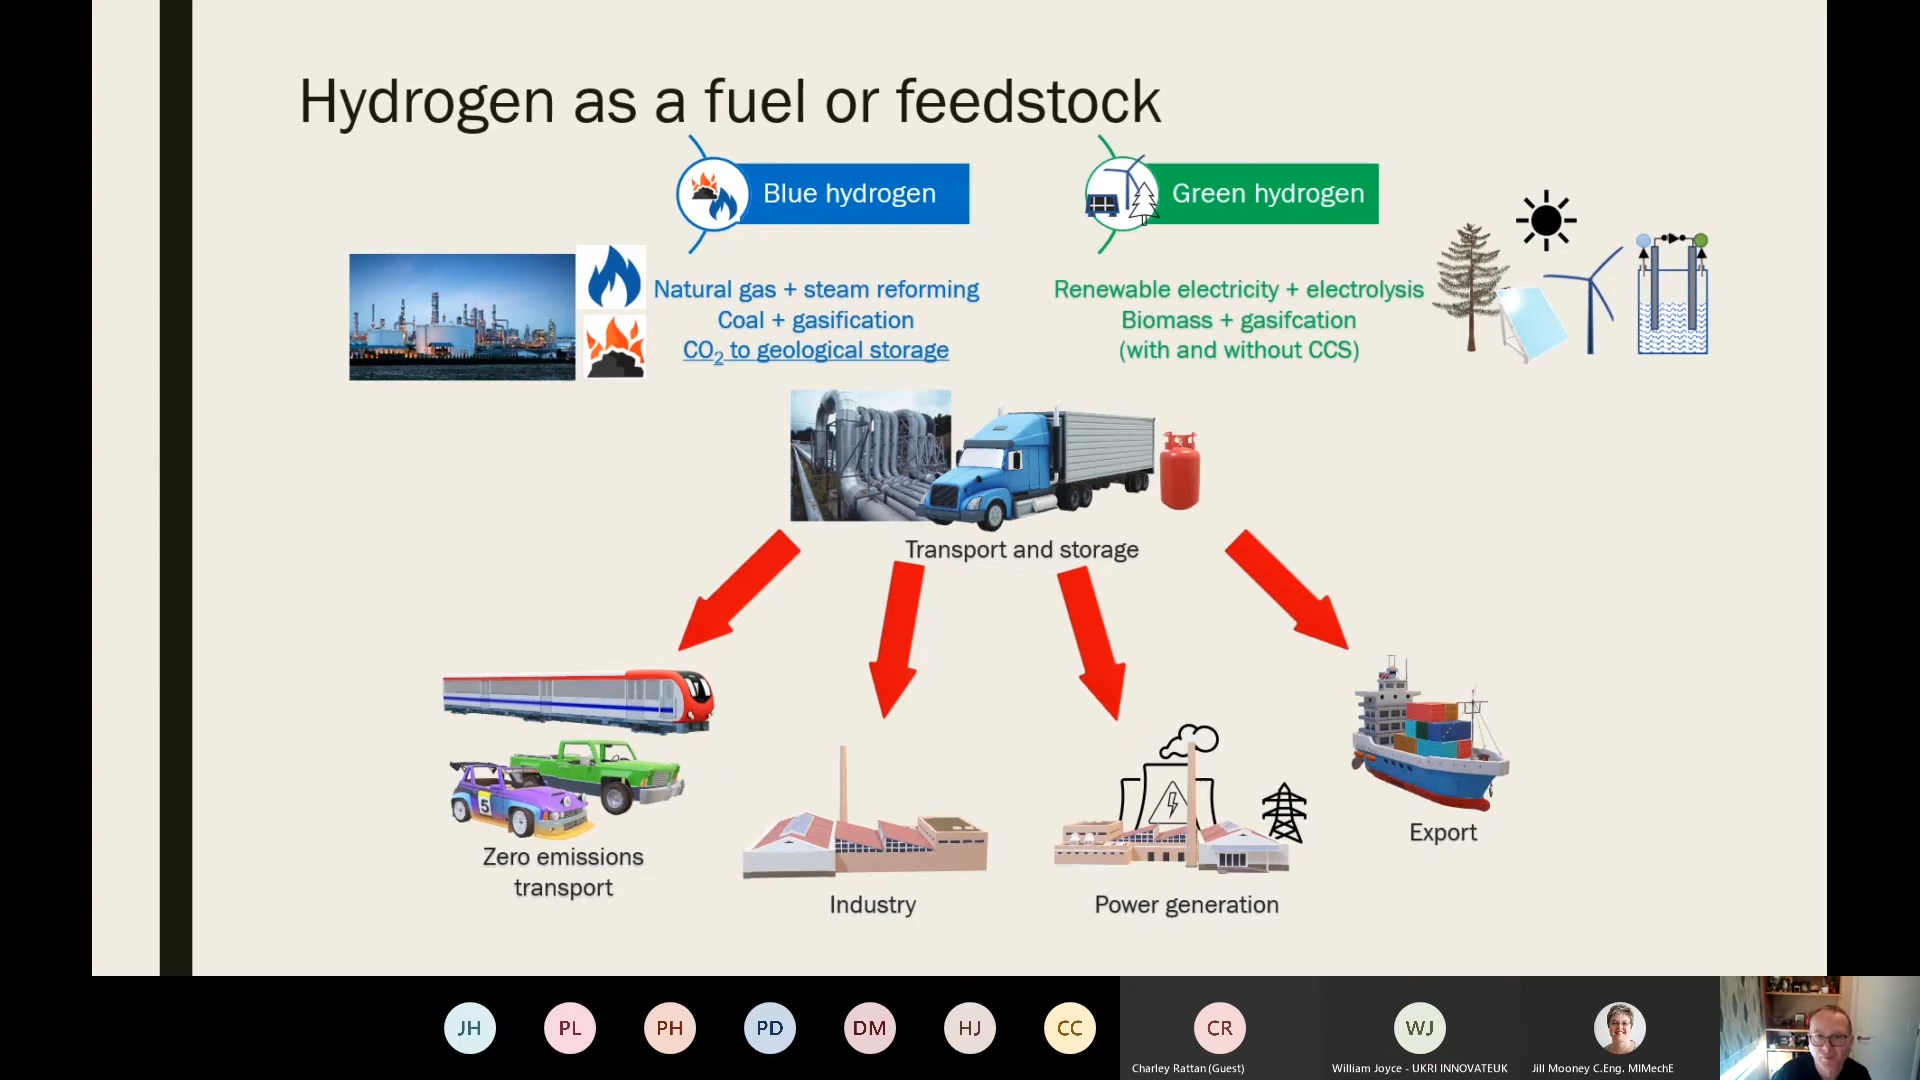 Hydrogen as a fuel or feedstock
Blue hydrogen
Green hydrogen
Natural gas + steam reforming
Coal + gasification
CO2 to geological storage
Renewable electricity + electrolysis
Biomass + gasifcation
(with and without CCS)
Transport and storage
5
Zero emissions
transport
Industry
Power generation
Export
JH
PL
PH
PD
DM
HJ
CC
CR
WJ
Charley Rattan (Guest)
William Joyce - UKRI INNOVATEUK
Jill Mooney C.Eng. MIMechE